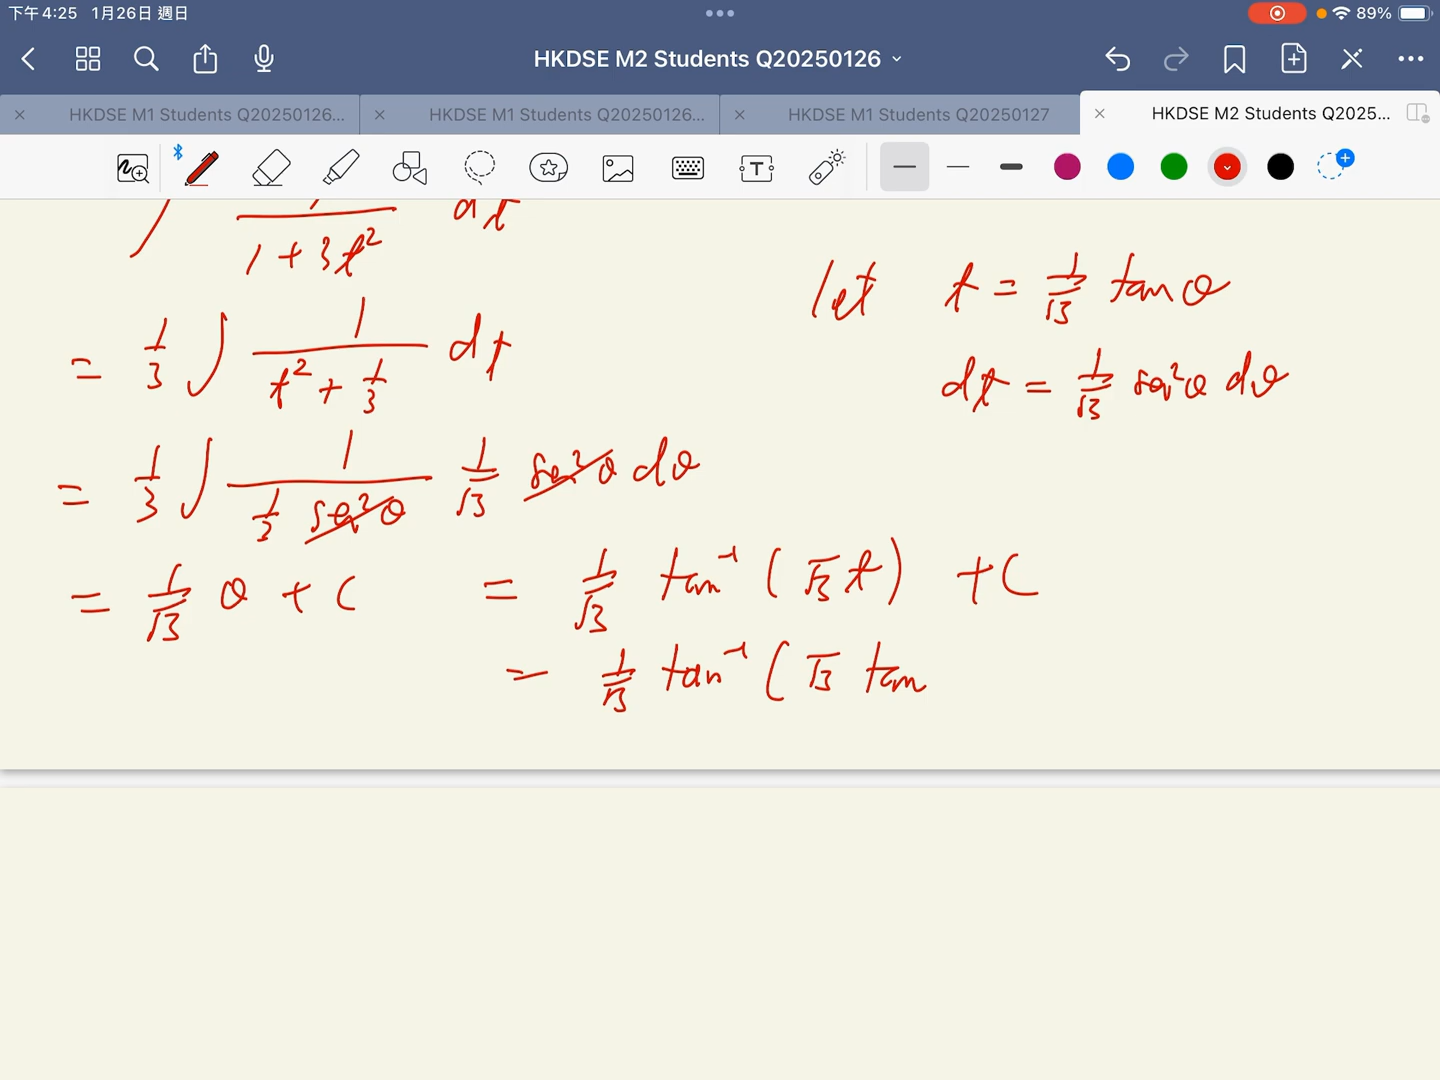 下午4:25 1月26日 週日
89%
HKDSE M2 Students Q20250126
HKDSE M1 Students Q20250126...
HKDSE M1 Students Q20250126...
HKDSE M1 Students Q20250127
HKDSE M2 Students Q2025...
∫ 1/(1+3t²) dt
let t = 1/√3 tan θ
= 1/3 ∫ 1/(t² + 1/3) dt
dt = 1/√3 sec²θ dθ
= 1/3 ∫ 1/(1/3 sec²θ) 1/√3 sec²θ dθ
= 1/√3 θ + C = 1/√3 tan⁻¹(√3 t) + C
= 1/√3 tan⁻¹(√3 tan